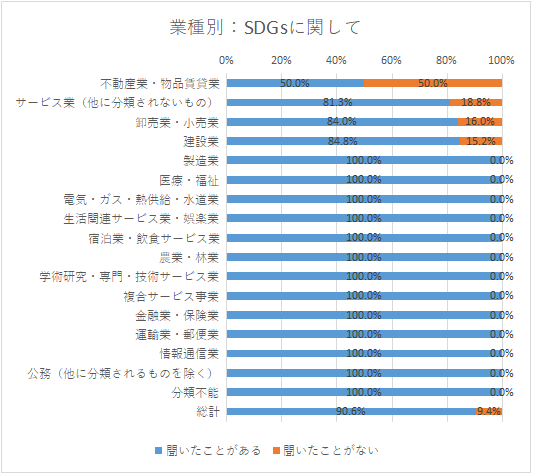 業種別：SDGsに関して
0% 20% 40% 60% 80% 100%
不動産業・物品賃貸業 50.0% 50.0%
サービス業（他に分類されないもの） 81.3% 18.8%
卸売業・小売業 84.0% 16.0%
建設業 84.8% 15.2%
製造業 100.0% 0.0%
医療・福祉 100.0% 0.0%
電気・ガス・熱供給・水道業 100.0% 0.0%
生活関連サービス業・娯楽業 100.0% 0.0%
宿泊業・飲食サービス業 100.0% 0.0%
農業・林業 100.0% 0.0%
学術研究・専門・技術サービス業 100.0% 0.0%
複合サービス事業 100.0% 0.0%
金融業・保険業 100.0% 0.0%
運輸業・郵便業 100.0% 0.0%
情報通信業 100.0% 0.0%
公務（他に分類されるものを除く） 100.0% 0.0%
分類不能 100.0% 0.0%
総計 90.6% 9.4%
聞いたことがある 聞いたことがない